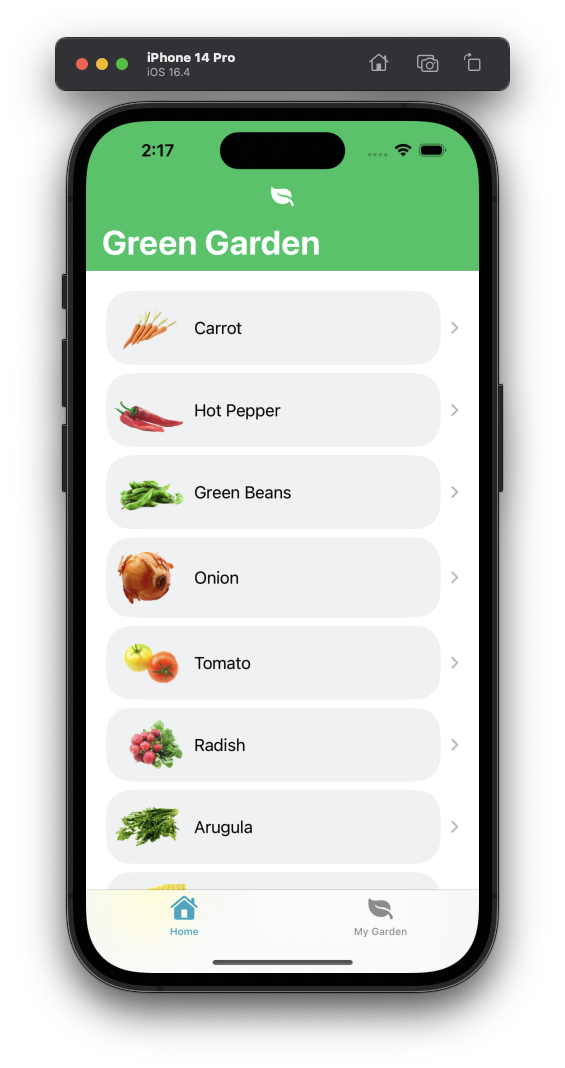 iPhone 14 Pro
iOS 16.4
2:17
Green Garden
Carrot
Hot Pepper
Green Beans
Onion
Tomato
Radish
Arugula
Home
My Garden